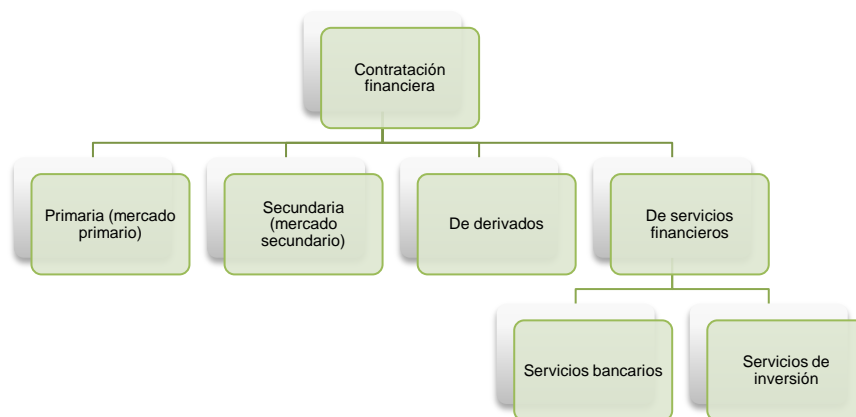 Contratación
financiera
Primaria (mercado
primario)
Secundaria
(mercado
secundario)
De derivados
De servicios
financieros
Servicios bancarios
Servicios de
inversión